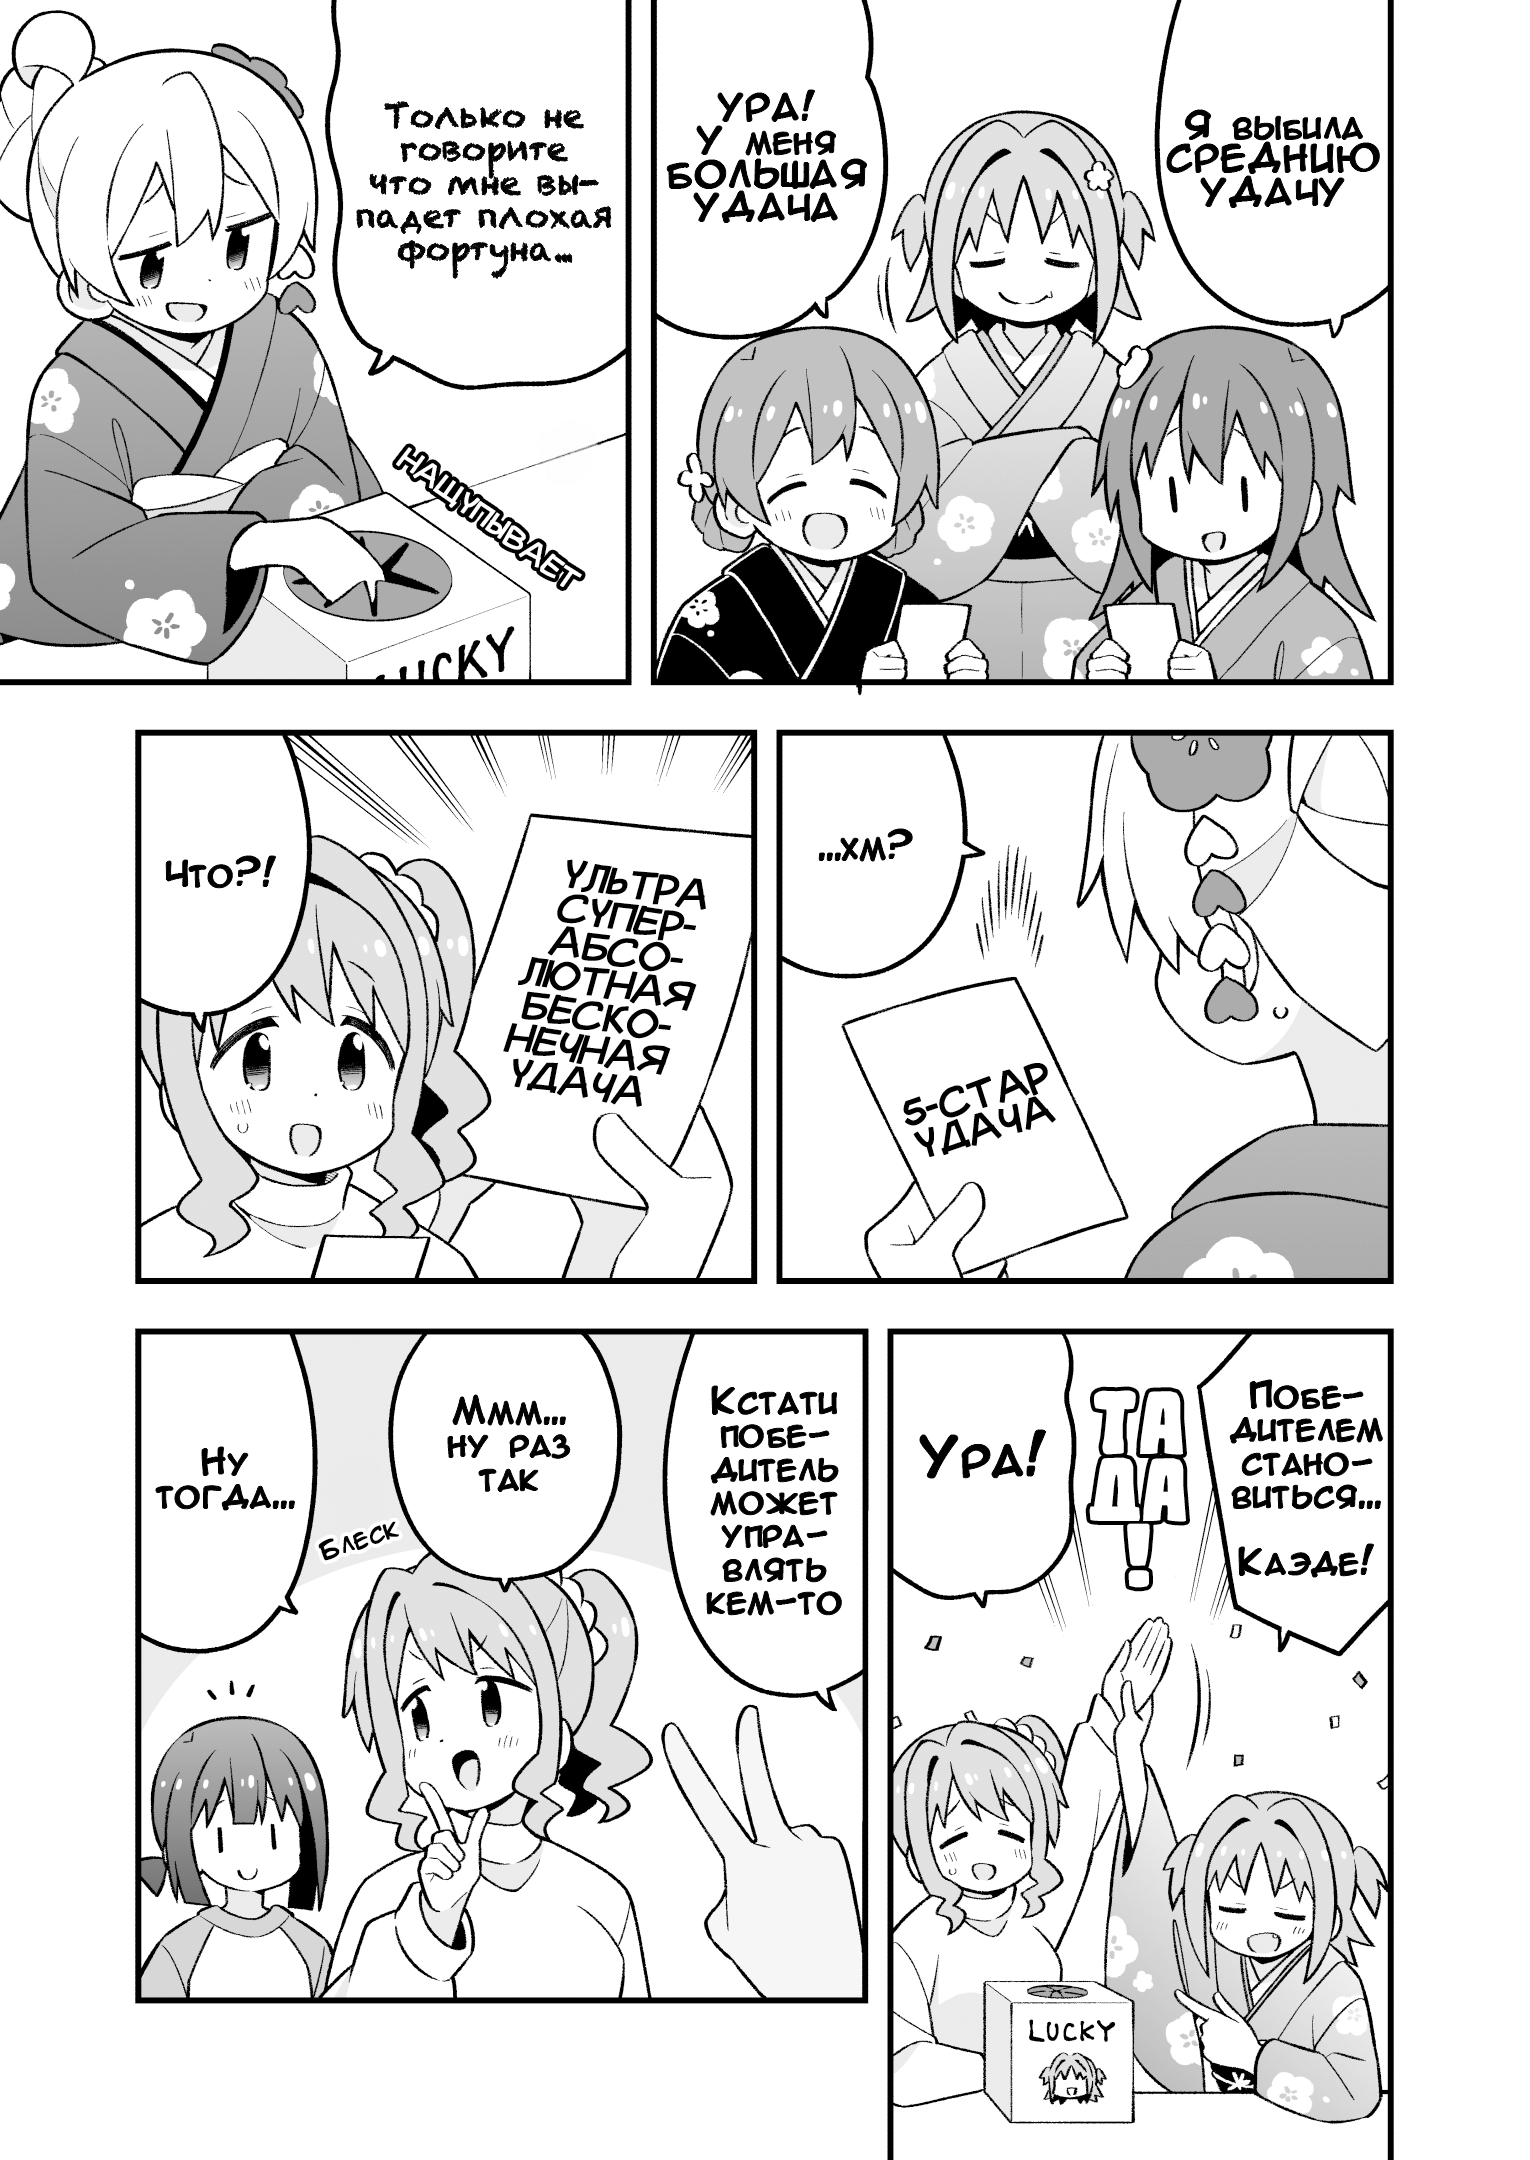 Я ВЫБИЛА
СРЕДНИЮ
УДАЧУ
УРА!
У МЕНЯ
БОЛЬШАЯ
УДАЧА
Только не
говорите
что мне вы-
падет плохая
фортуна...
НАЩУПЫВАЕТ
LUCKY
...ХМ?
5-СТАР
УДАЧА
Что?!
УЛЬТРА
СУПЕР-
АБСО-
ЛЮТНАЯ
БЕСКО-
НЕЧНАЯ
УДАЧА
ПОБЕ-
ДИТЕЛЕМ
СТАНО-
ВИТЬСЯ...
КАЭДЕ!
ТА
ДА
!
УРА!
LUCKY
КСТАТИ
ПОБЕ-
ДИТЕЛЬ
МОЖЕТ
УПРА-
ВЛЯТЬ
КЕМ-ТО
МММ...
НУ РАЗ
ТАК
БЛЕСК
НУ
ТОГДА...